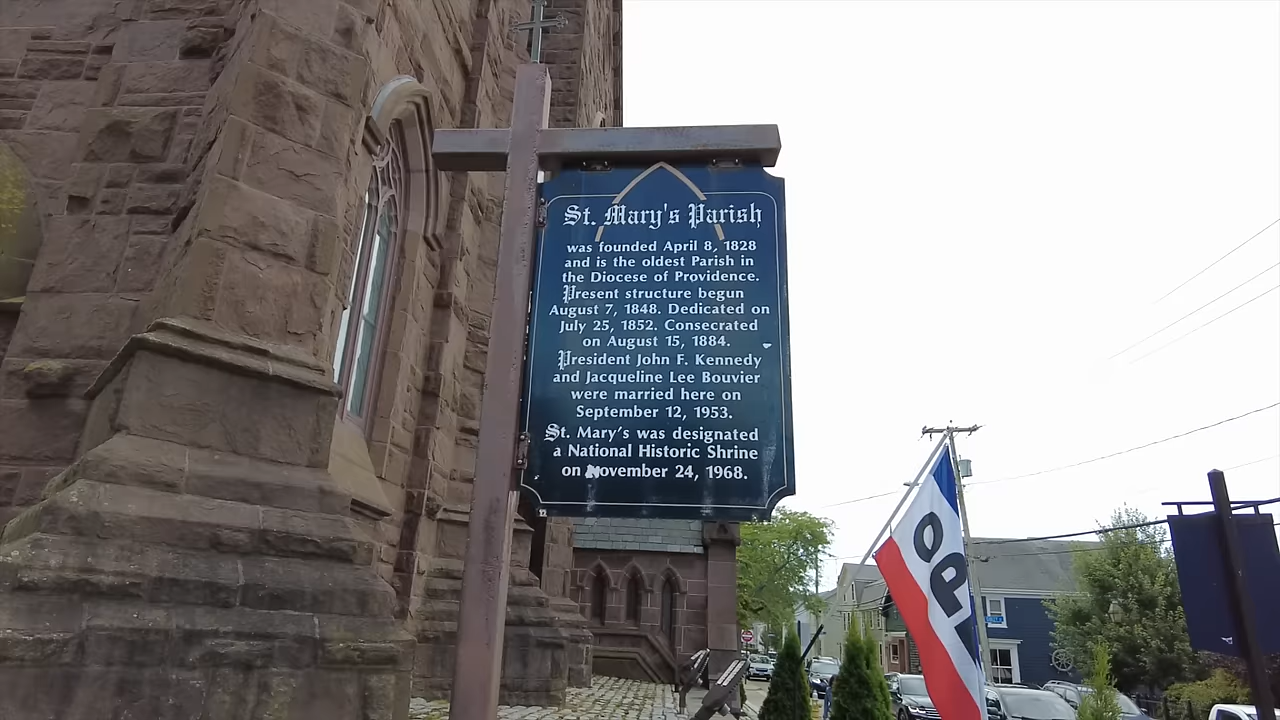 St. Mary's Parish
was founded April 8, 1828
and is the oldest Parish in
the Diocese of Providence.
Present structure begun
August 7, 1848. Dedicated on
July 25, 1852. Consecrated
on August 15, 1884.
President John F. Kennedy
and Jacqueline Lee Bouvier
were married here on
September 12, 1953.
St. Mary's was designated
a National Historic Shrine
on November 24, 1968.
OP